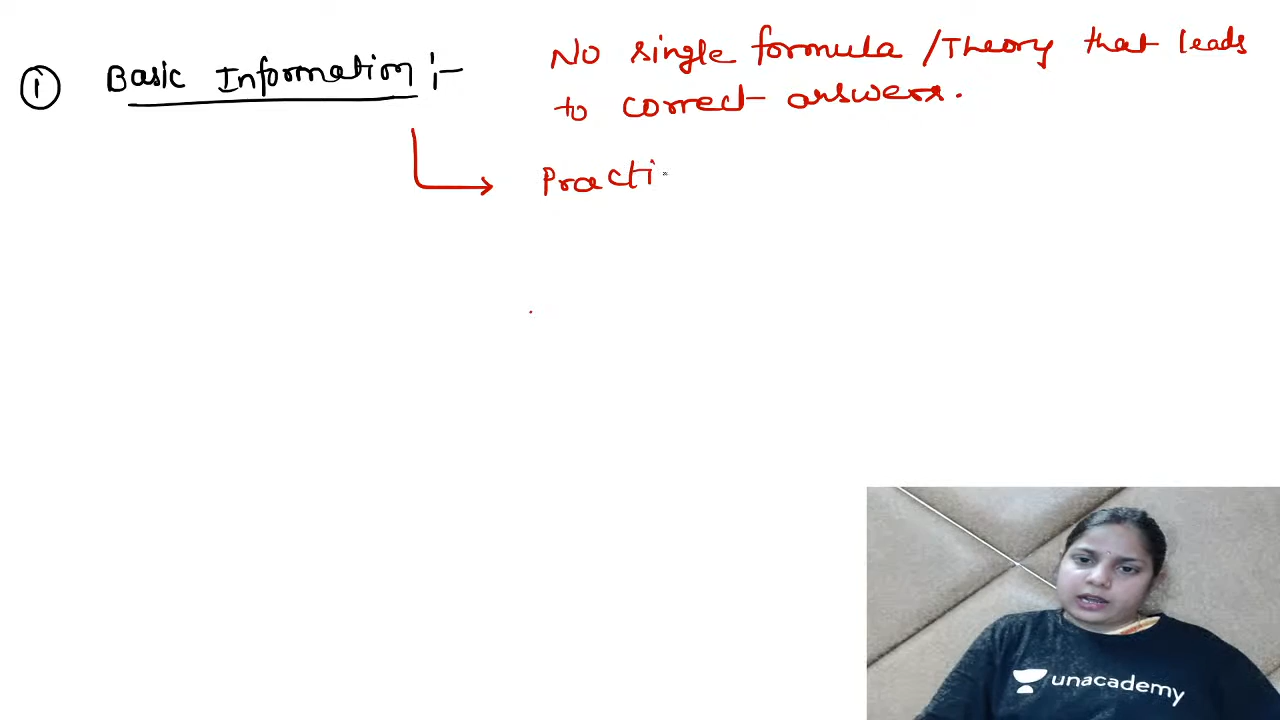 ① Basic Information :-
No single formula / Theory that leads
to correct answers.
Practi
unacademy